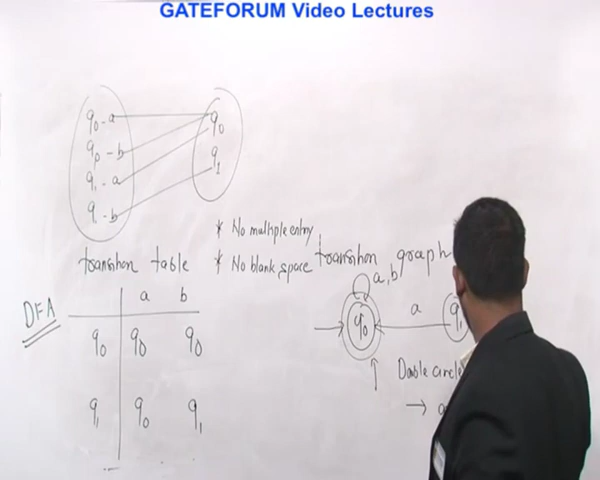 GATEFORUM Video Lectures
q0 - a
q0 - b
q1 - a
q1 - b
q0
q1
* No multiple entry
* No blank space
transition table
transition graph
DFA
a b
q0 q0 q0
q1 q0 q1
a, b
a
q0
q1
Double circle
→ a